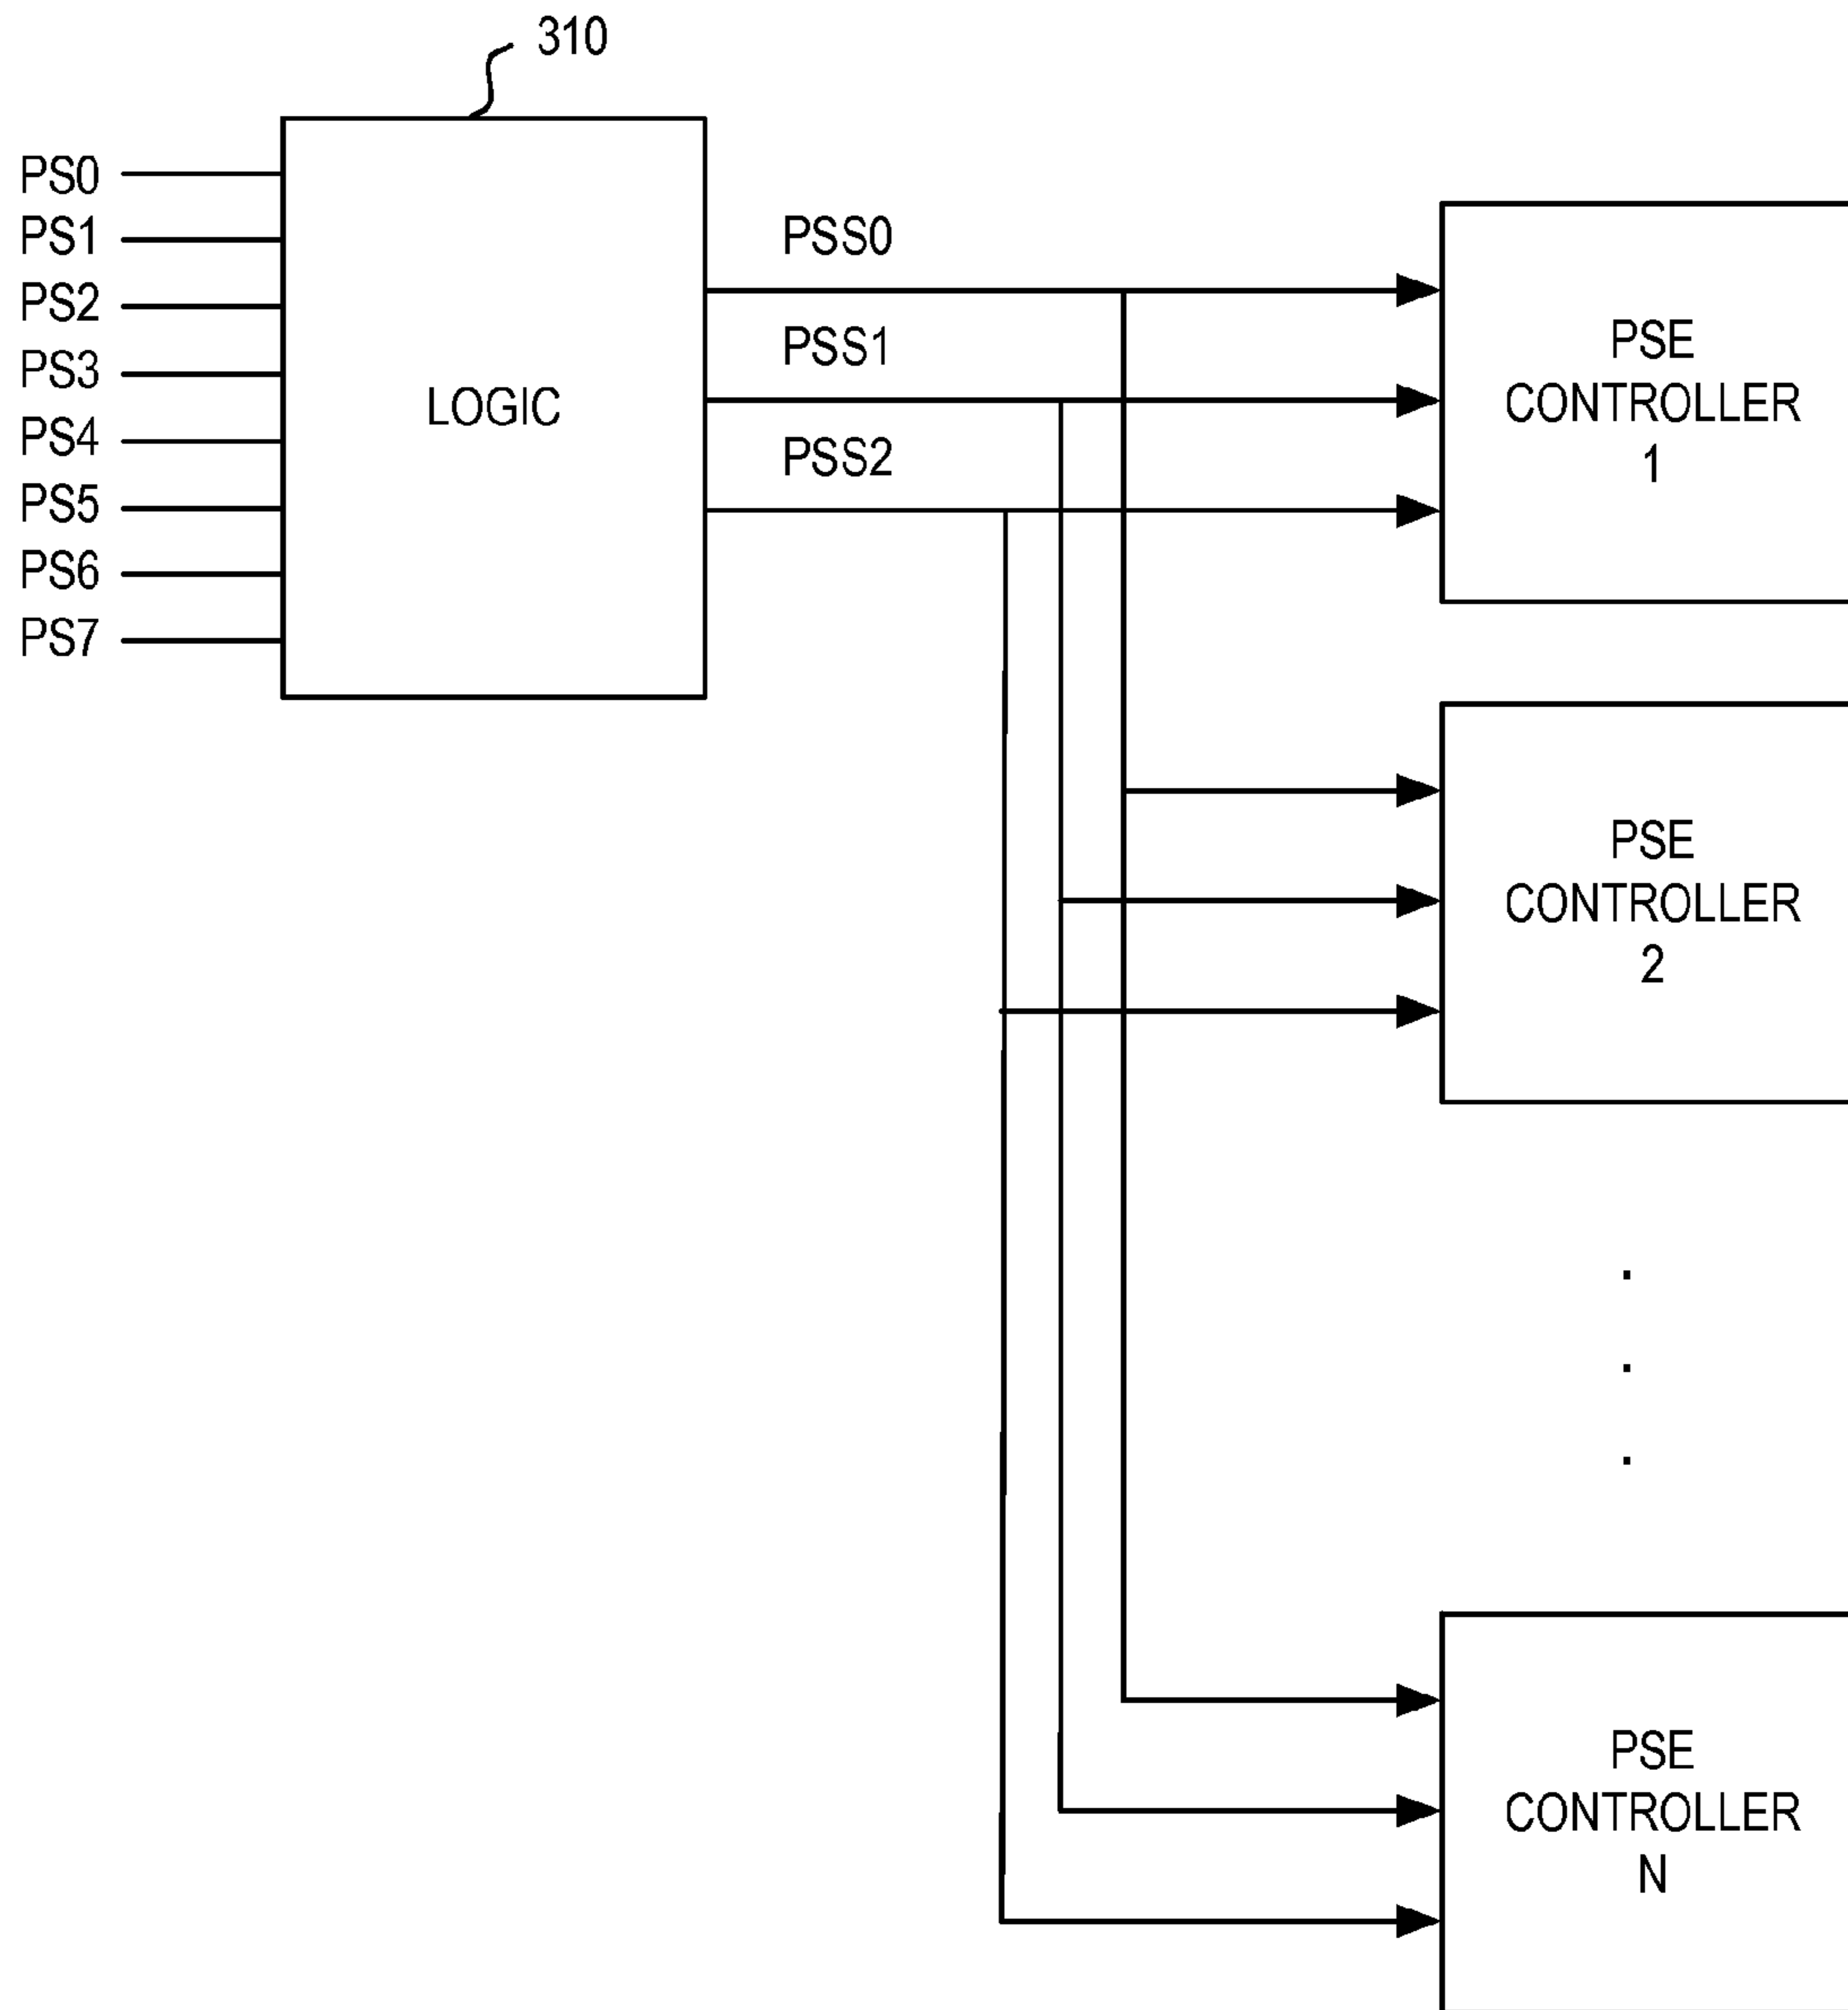 310
PS0
PS1
PS2
PS3
PS4
PS5
PS6
PS7
LOGIC
PSS0
PSS1
PSS2
PSE
CONTROLLER
1
PSE
CONTROLLER
2
PSE
CONTROLLER
N